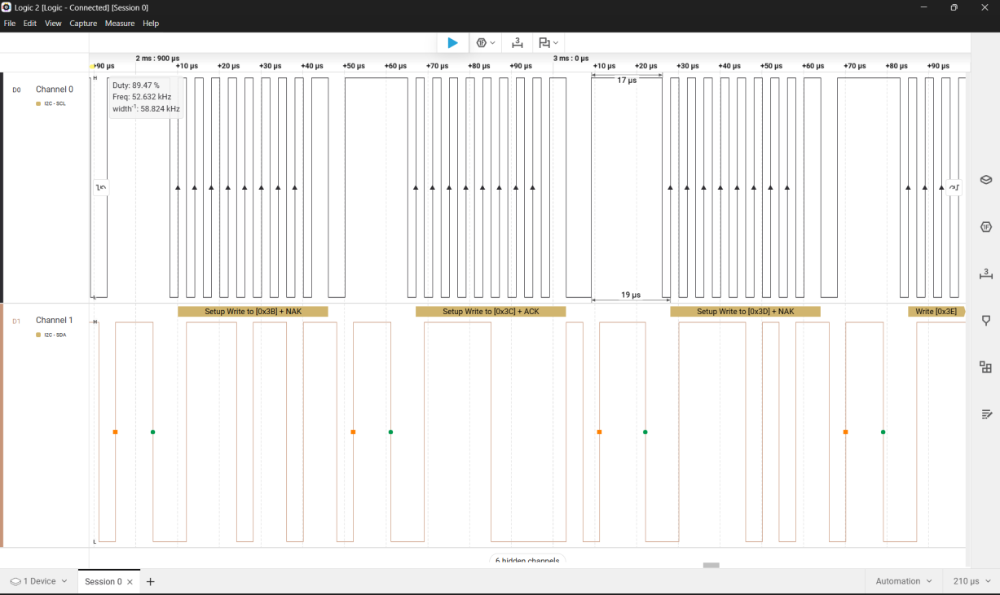 Logic 2 [Logic - Connected] [Session 0]
File Edit View Capture Measure Help
1F 3
2 ms : 900 µs 3 ms : 0 µs
+90 µs +10 µs +20 µs +30 µs +40 µs +50 µs +60 µs +70 µs +80 µs +90 µs +10 µs +20 µs +30 µs +40 µs +50 µs +60 µs +70 µs +80 µs +90 µs
H
17 µs
D0 Channel 0
I2C - SCL
Duty: 89.47 %
Freq: 52.632 kHz
width⁻¹: 58.824 kHz
1F
3
19 µs
L
Setup Write to [0x3B] + NAK Setup Write to [0x3C] + ACK Setup Write to [0x3D] + NAK Write [0x3E]
D1 Channel 1
H
I2C - SDA
L
6 hidden channels
1 Device Session 0 Automation 210 µs